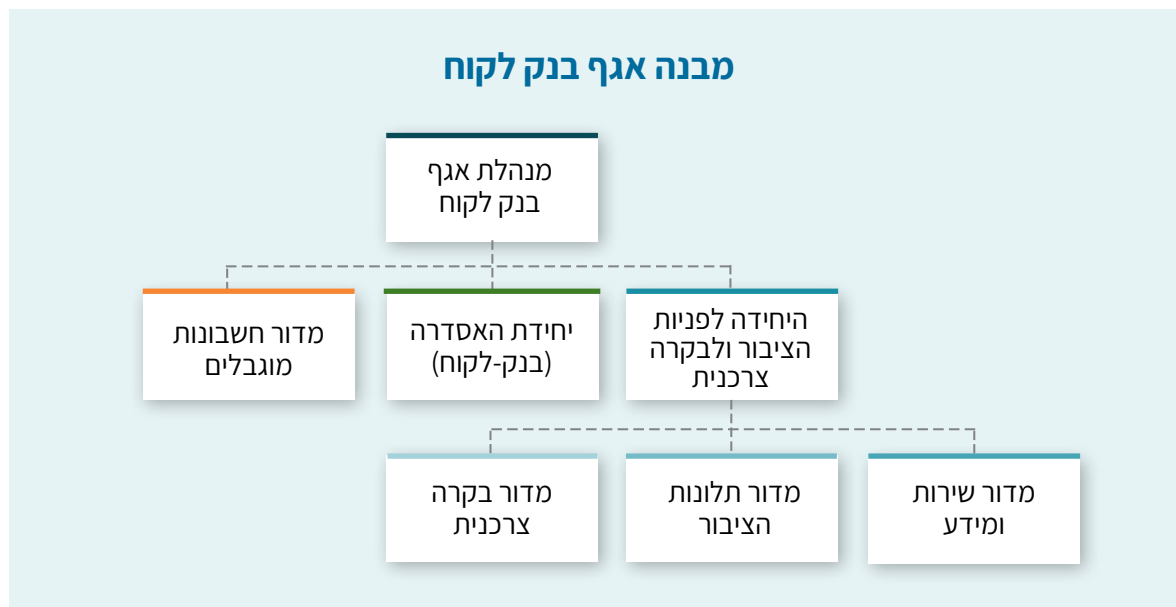 מבנה אגף בנק לקוח
מנהלת אגף
בנק לקוח
היחידה לפניות
הציבור ולבקרה
צרכנית
יחידת האסדרה
(בנק-לקוח)
מדור חשבונות
מוגבלים
מדור שירות
ומידע
מדור תלונות
הציבור
מדור בקרה
צרכנית